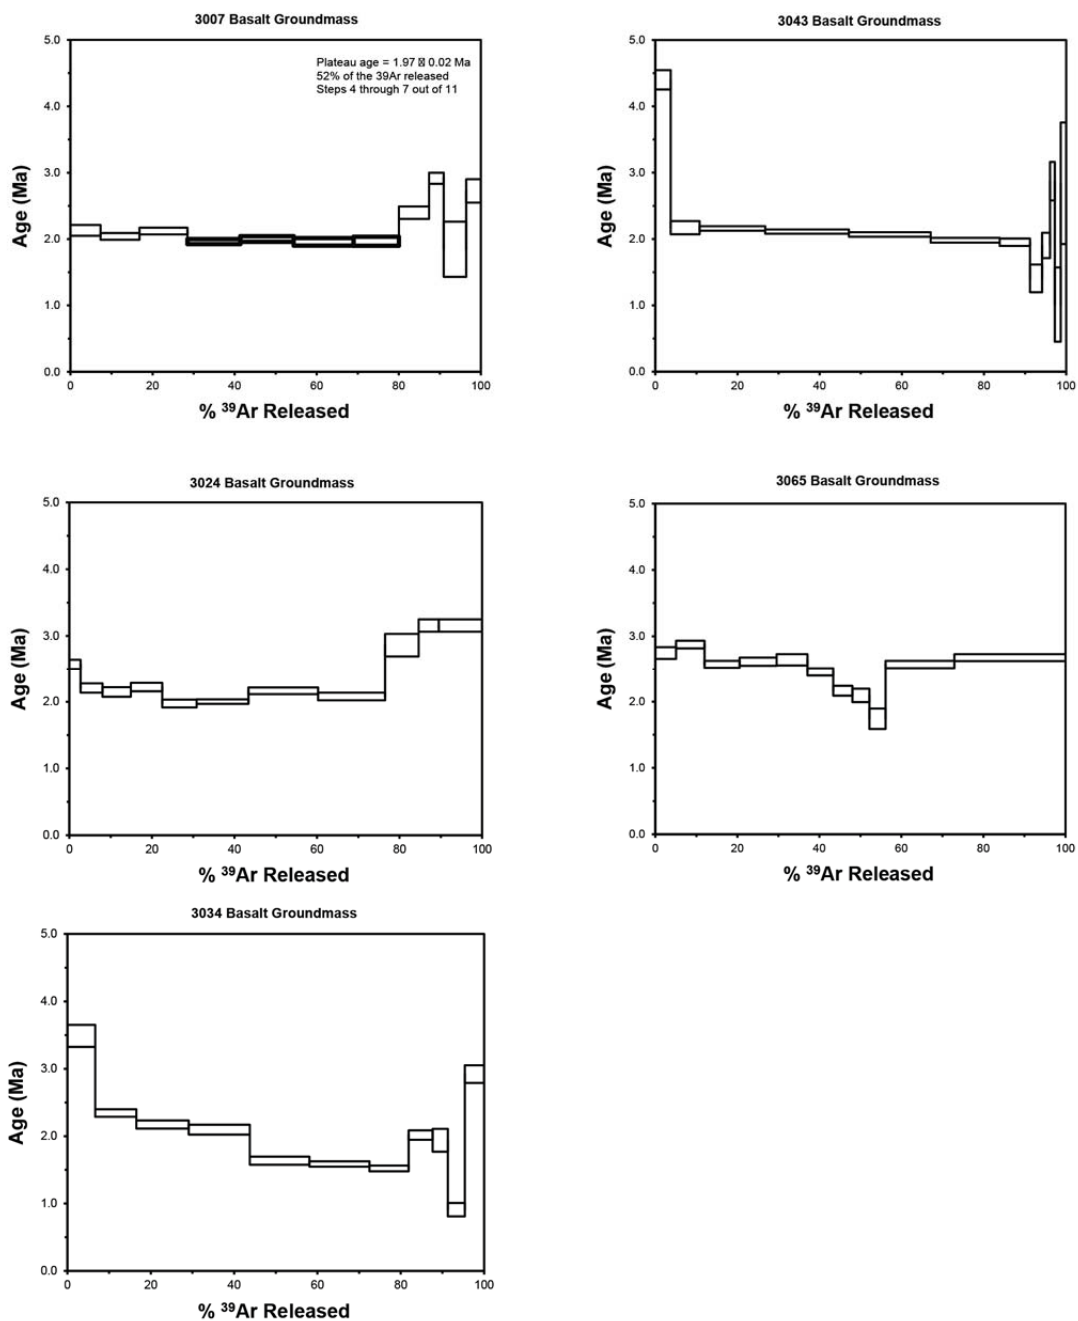 3007 Basalt Groundmass
Plateau age = 1.97 � 0.02 Ma
52% of the 39Ar released
Steps 4 through 7 out of 11
Age (Ma)
5.0
4.0
3.0
2.0
1.0
0.0
0 20 40 60 80 100
% ³⁹Ar Released
3043 Basalt Groundmass
Age (Ma)
5.0
4.0
3.0
2.0
1.0
0.0
0 20 40 60 80 100
% ³⁹Ar Released
3024 Basalt Groundmass
Age (Ma)
5.0
4.0
3.0
2.0
1.0
0.0
0 20 40 60 80 100
% ³⁹Ar Released
3065 Basalt Groundmass
Age (Ma)
5.0
4.0
3.0
2.0
1.0
0.0
0 20 40 60 80 100
% ³⁹Ar Released
3034 Basalt Groundmass
Age (Ma)
5.0
4.0
3.0
2.0
1.0
0.0
0 20 40 60 80 100
% ³⁹Ar Released